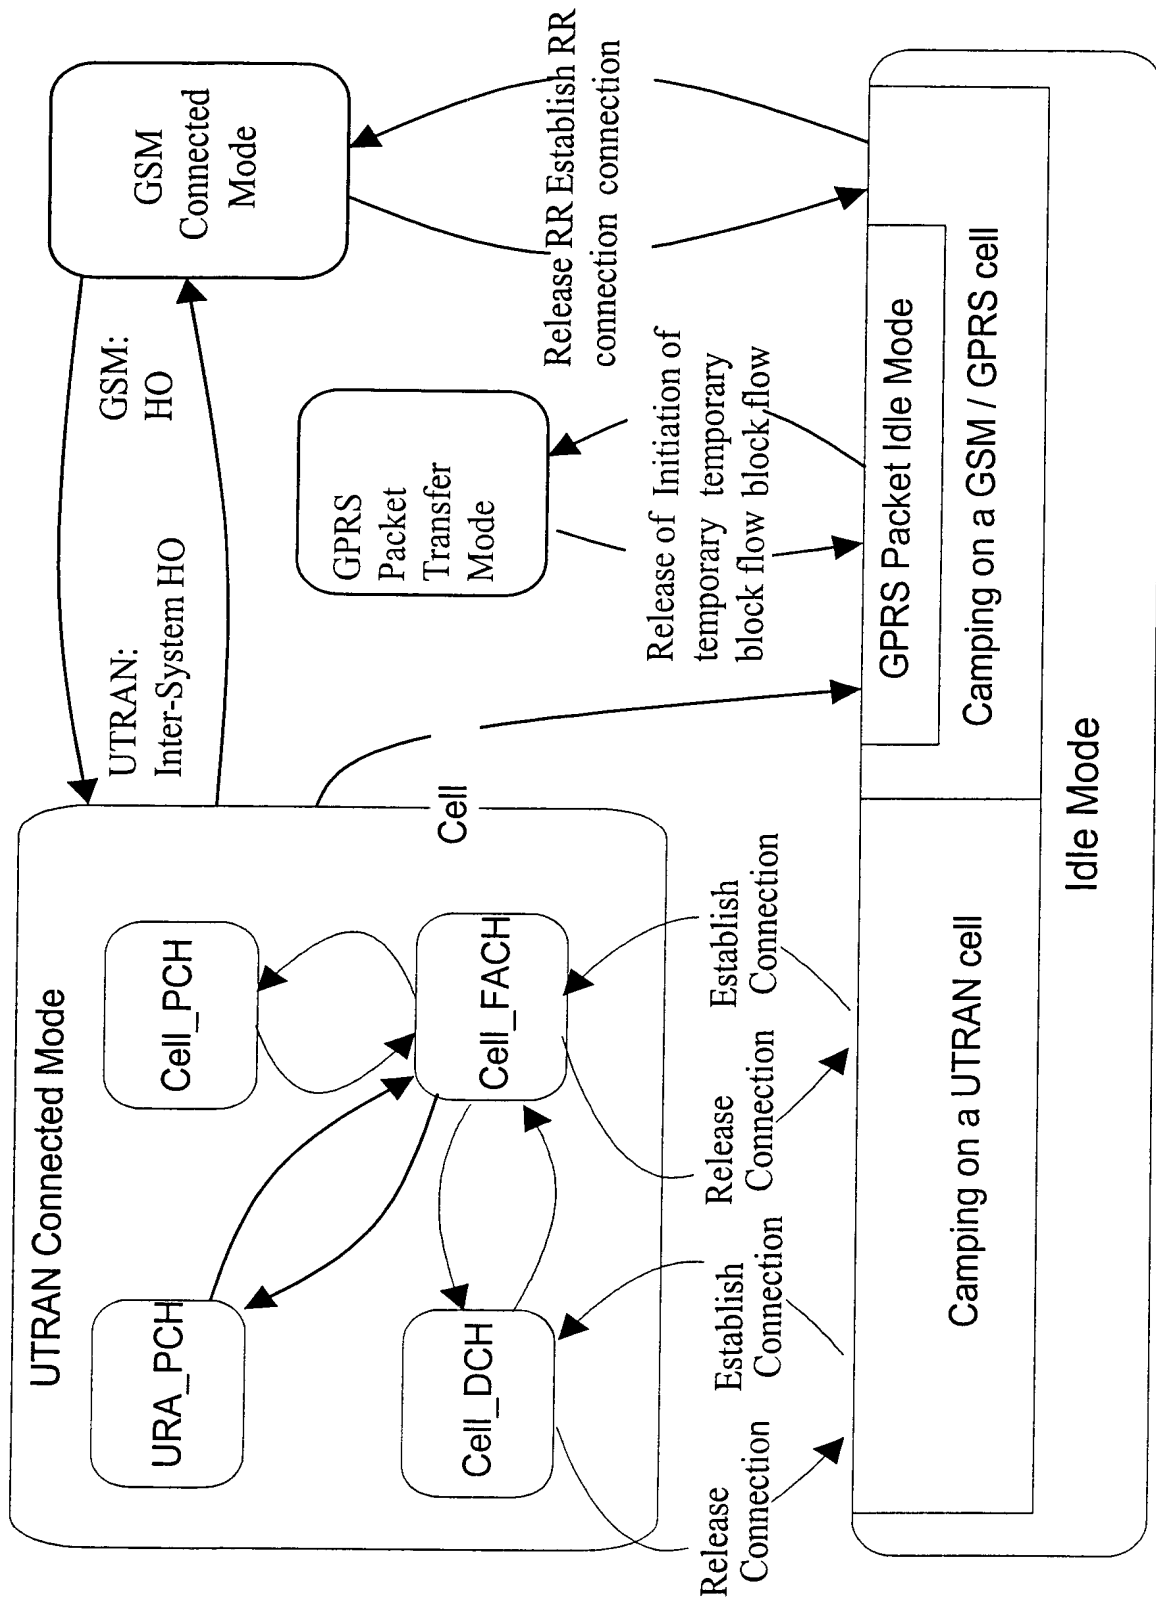 UTRAN Connected Mode
URA_PCH
Cell_PCH
Cell_DCH
Cell_FACH
UTRAN:
Inter-System HO
GSM:
HO
GSM
Connected
Mode
GPRS
Packet
Transfer
Mode
Cell
Release
Connection
Establish
Connection
Release
Connection
Establish
Connection
Release of
temporary
block flow
Initiation of
temporary
block flow
Release RR
connection
Establish RR
connection
Camping on a UTRAN cell
GPRS Packet Idle Mode
Camping on a GSM / GPRS cell
Idle Mode